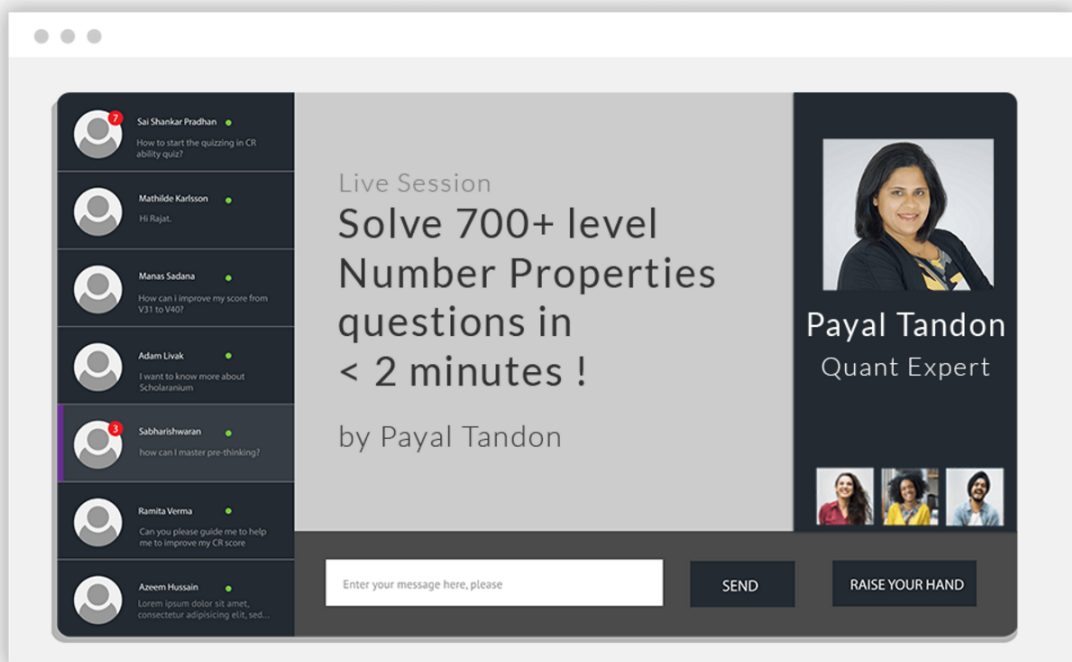 7
Sai Shankar Pradhan
How to start the quizzing in CR
ability quiz?
Mathilde Karlsson
Hi Rajat.
Manas Sadana
How can i improve my score from
V31 to V40?
Adam Livak
I want to know more about
Scholaranium
3
Sabharishwaran
how can I master pre-thinking?
Ramita Verma
Can you please guide me to help
me to improve my CR score
Azeem Hussain
Lorem ipsum dolor sit amet,
consectetur adipisicing elit, sed...
Live Session
Solve 700+ level
Number Properties
questions in
< 2 minutes !
by Payal Tandon
Payal Tandon
Quant Expert
Enter your message here, please
SEND
RAISE YOUR HAND